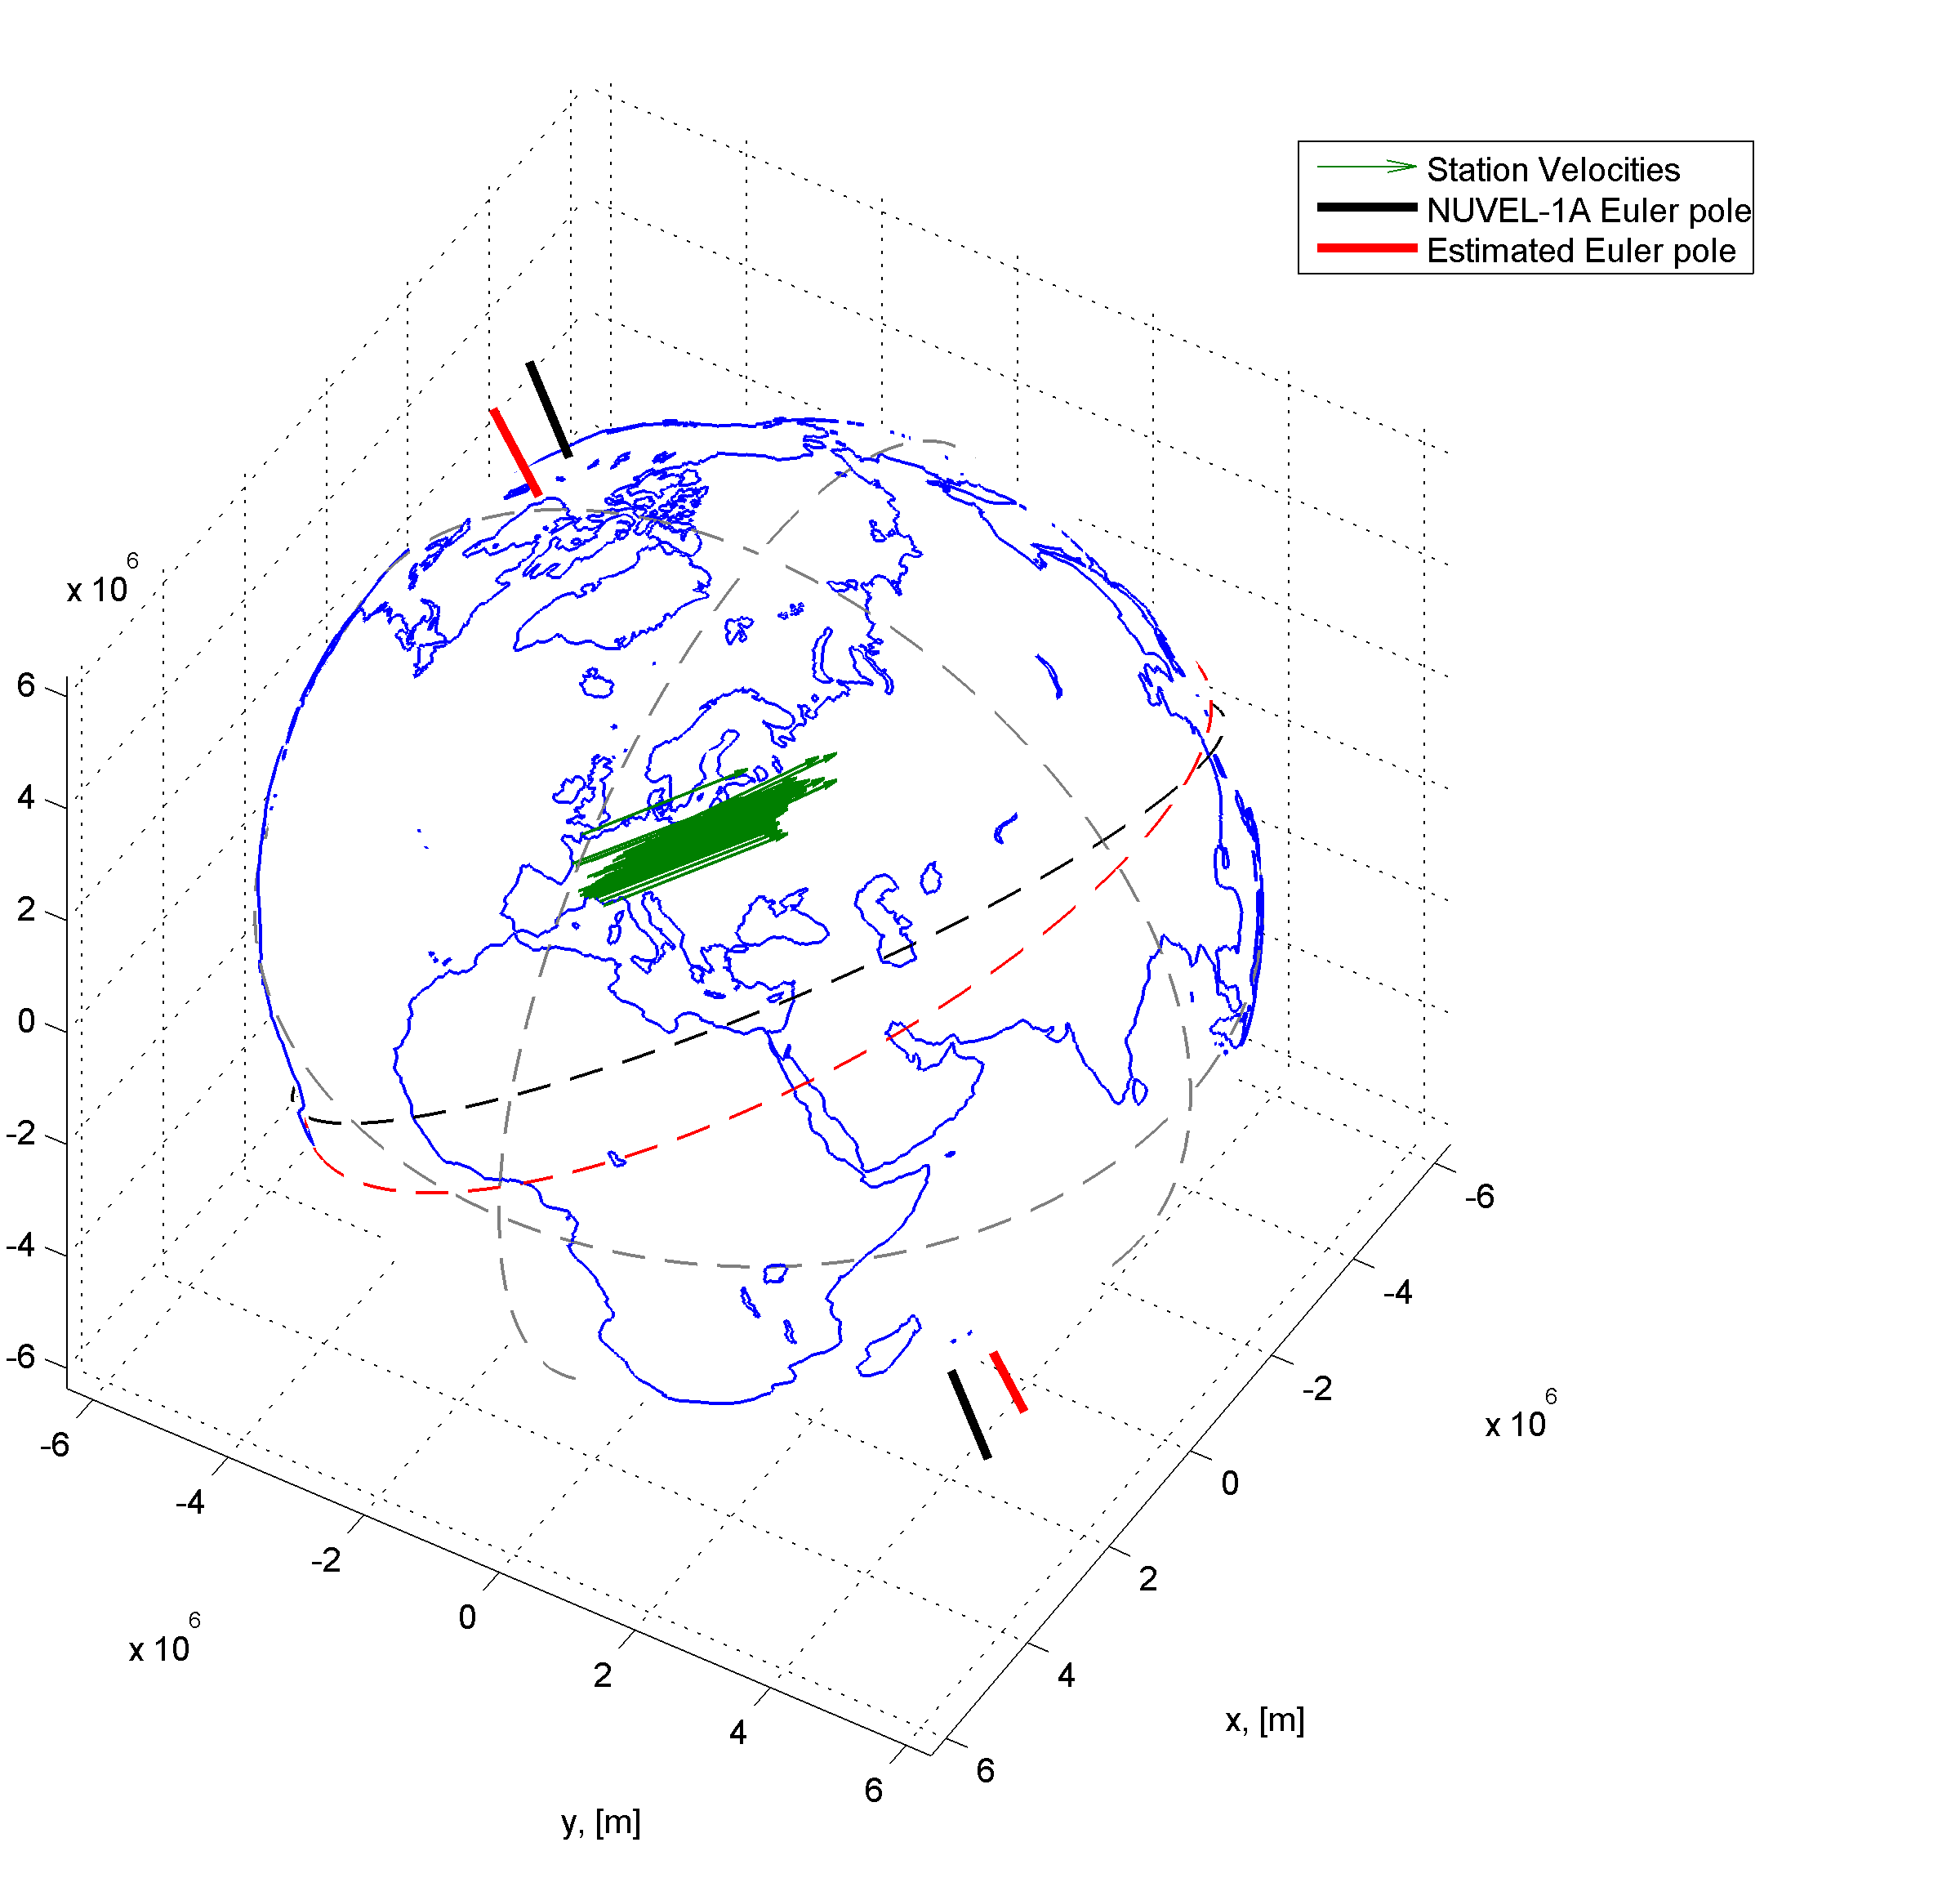 Station Velocities
NUVEL-1A Euler pole
Estimated Euler pole
x 10^6
6
4
2
0
-2
-4
-6
-6
-4
-2
0
2
4
6
x 10^6
y, [m]
-6
-4
-2
0
2
4
6
x 10^6
x, [m]